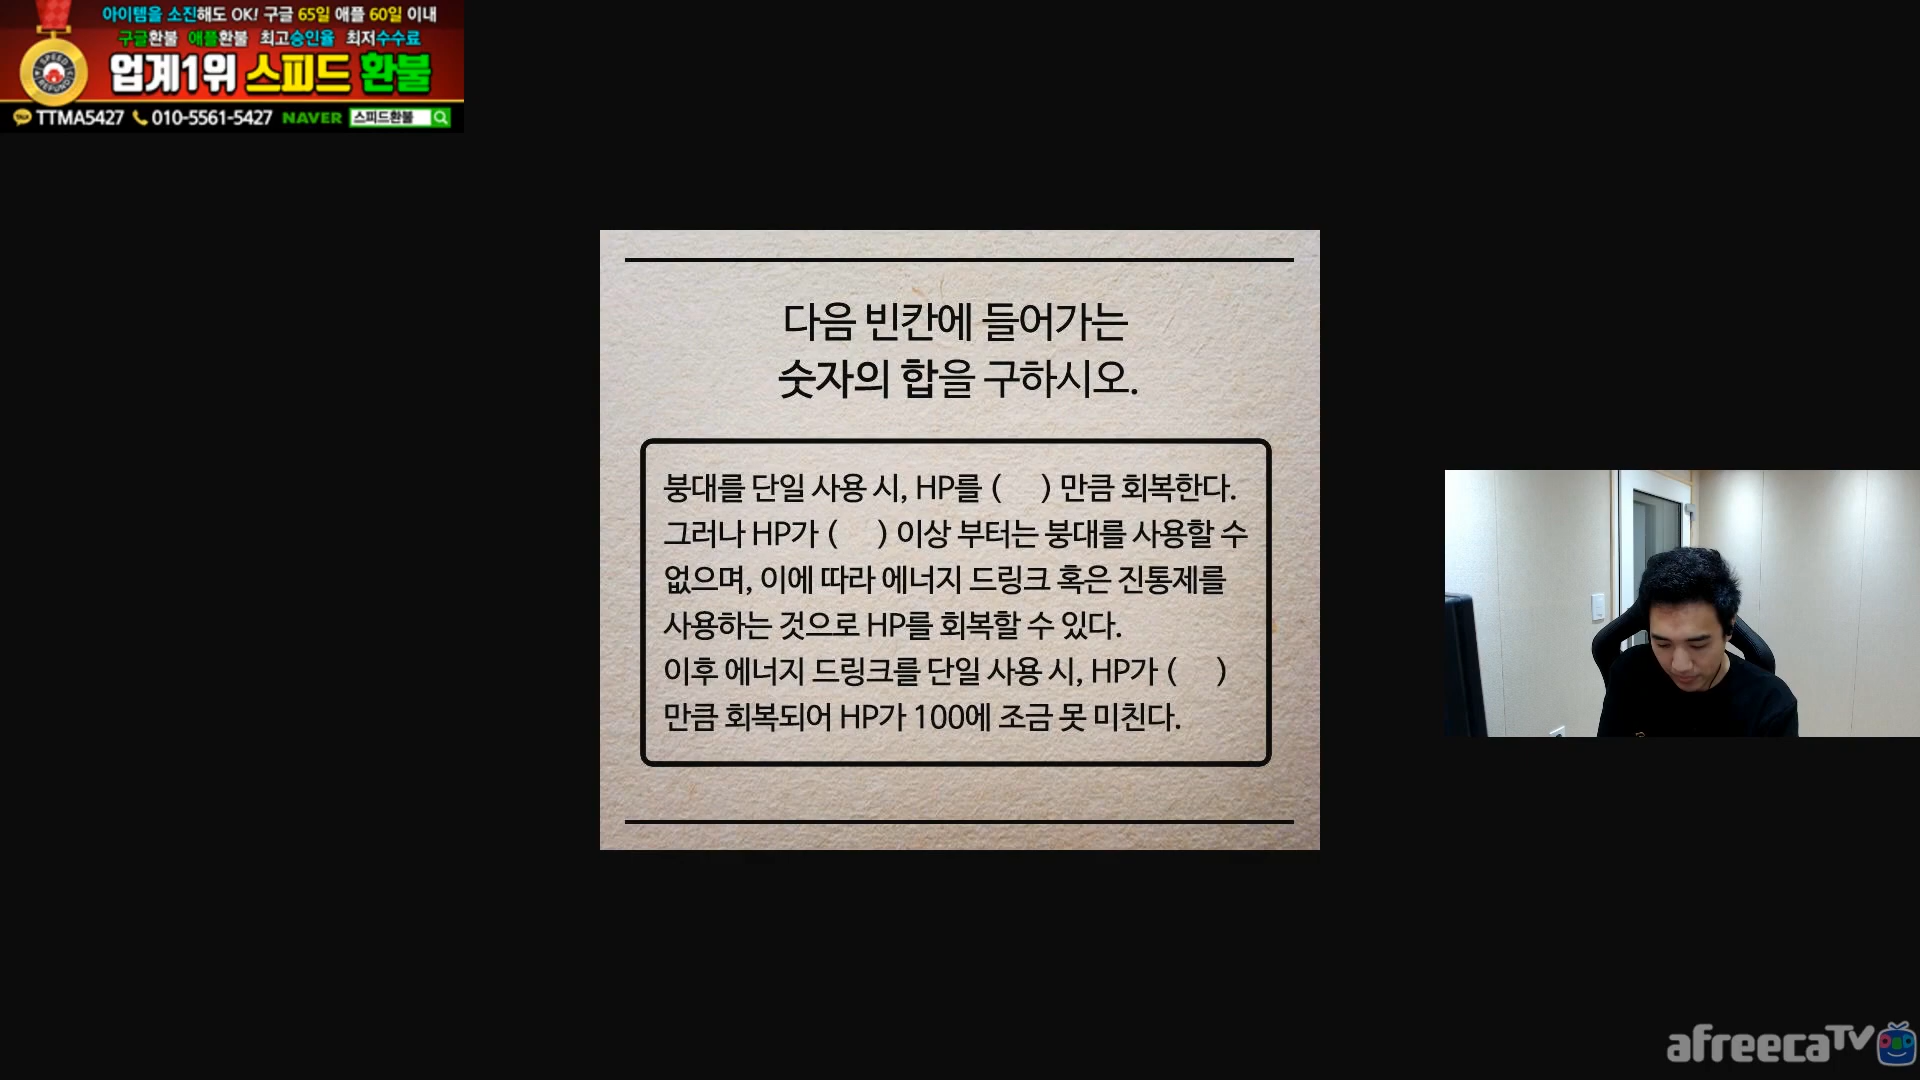 아이템을 소진해도 OK! 구글 65일 애플 60일 이내
구글환불 애플환불 최고승인율 최저수수료
업계1위 스피드 환불
TTMA5427 010-5561-5427 NAVER 스피드환불
다음 빈칸에 들어가는
숫자의 합을 구하시오.
붕대를 단일 사용 시, HP를 ( ) 만큼 회복한다.
그러나 HP가 ( ) 이상 부터는 붕대를 사용할 수
없으며, 이에 따라 에너지 드링크 혹은 진통제를
사용하는 것으로 HP를 회복할 수 있다.
이후 에너지 드링크를 단일 사용 시, HP가 ( )
만큼 회복되어 HP가 100에 조금 못 미친다.
afreecaTV